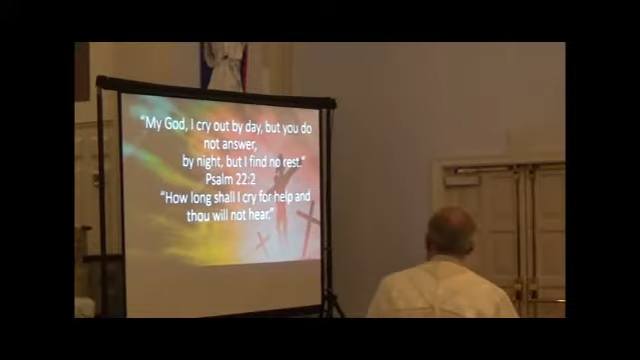 “My God, I cry out by day, but you do
not answer,
by night, but I find no rest.”
Psalm 22:2
“How long shall I cry for help and
thou will not hear.”